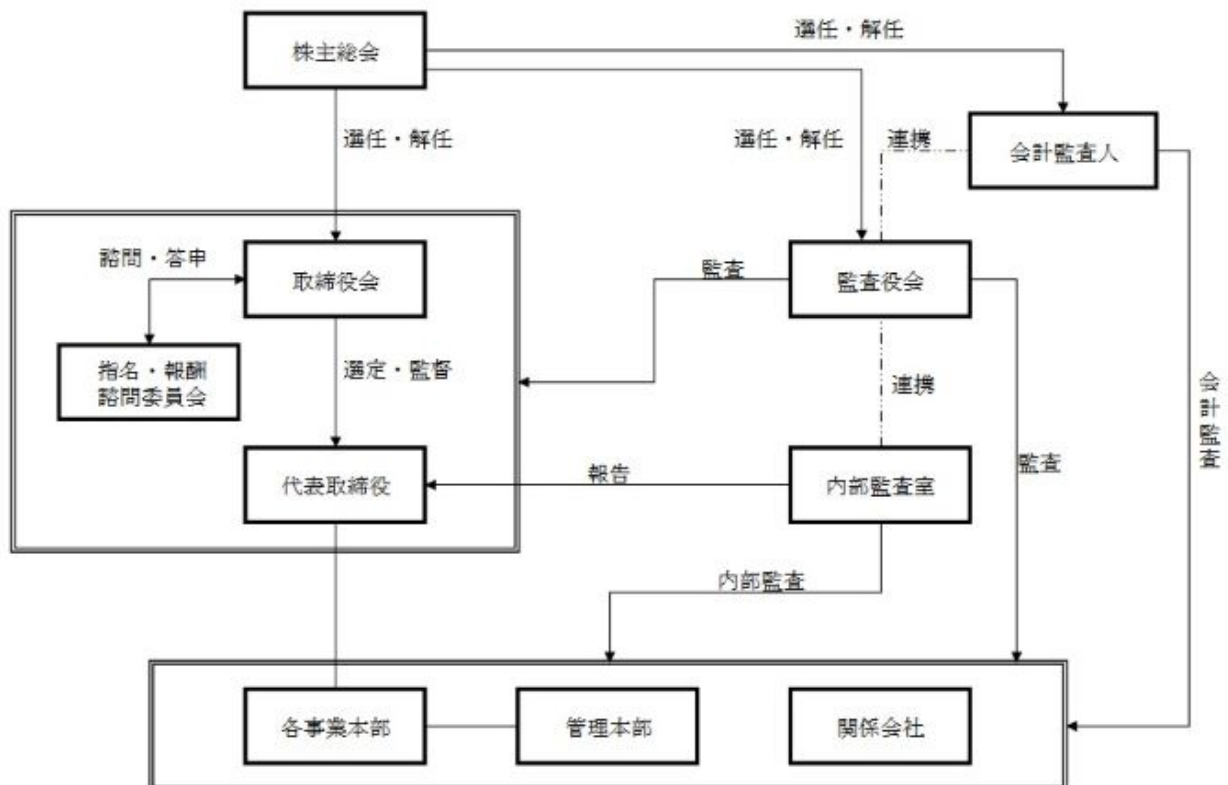 選任・解任
株主総会
選任・解任
選任・解任
連携
会計監査人
諮問・答申
取締役会
監査
監査役会
指名・報酬
諮問委員会
選定・監督
連携
会計監査
代表取締役
報告
内部監査室
監査
内部監査
各事業本部
管理本部
関係会社